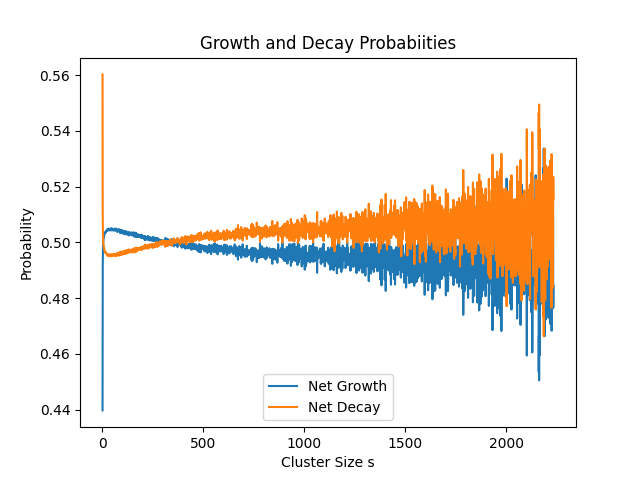 Growth and Decay Probabiities
Probability
0.56
0.54
0.52
0.50
0.48
0.46
0.44
0
500
1000
1500
2000
Cluster Size s
Net Growth
Net Decay